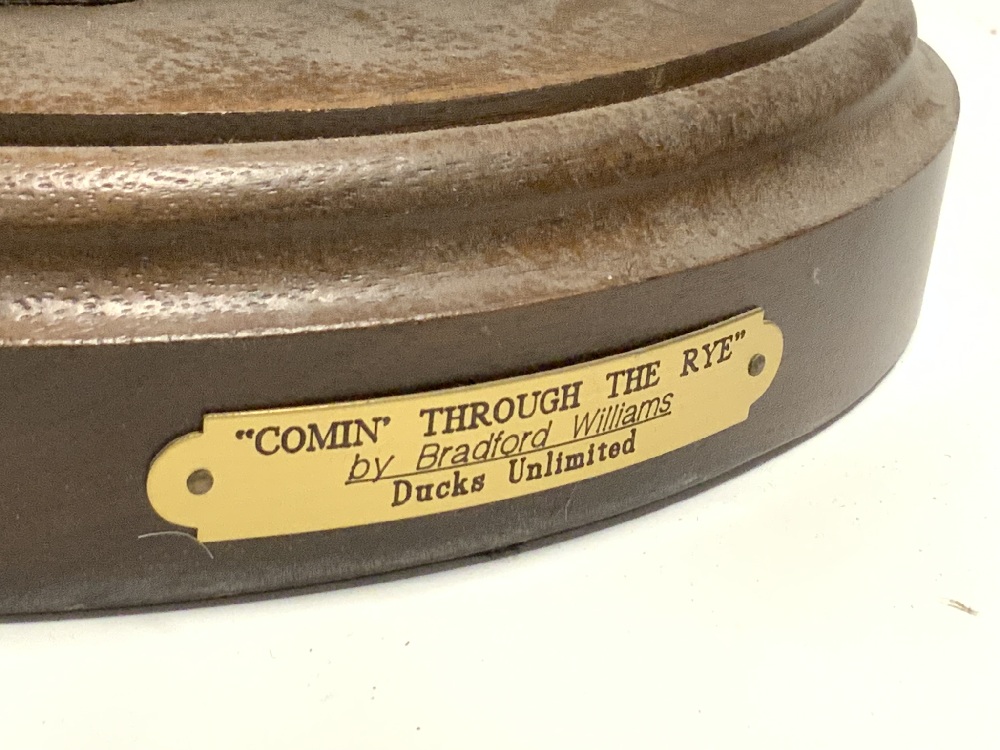 “COMIN’ THROUGH THE RYE”
by Bradford Williams
Ducks Unlimited